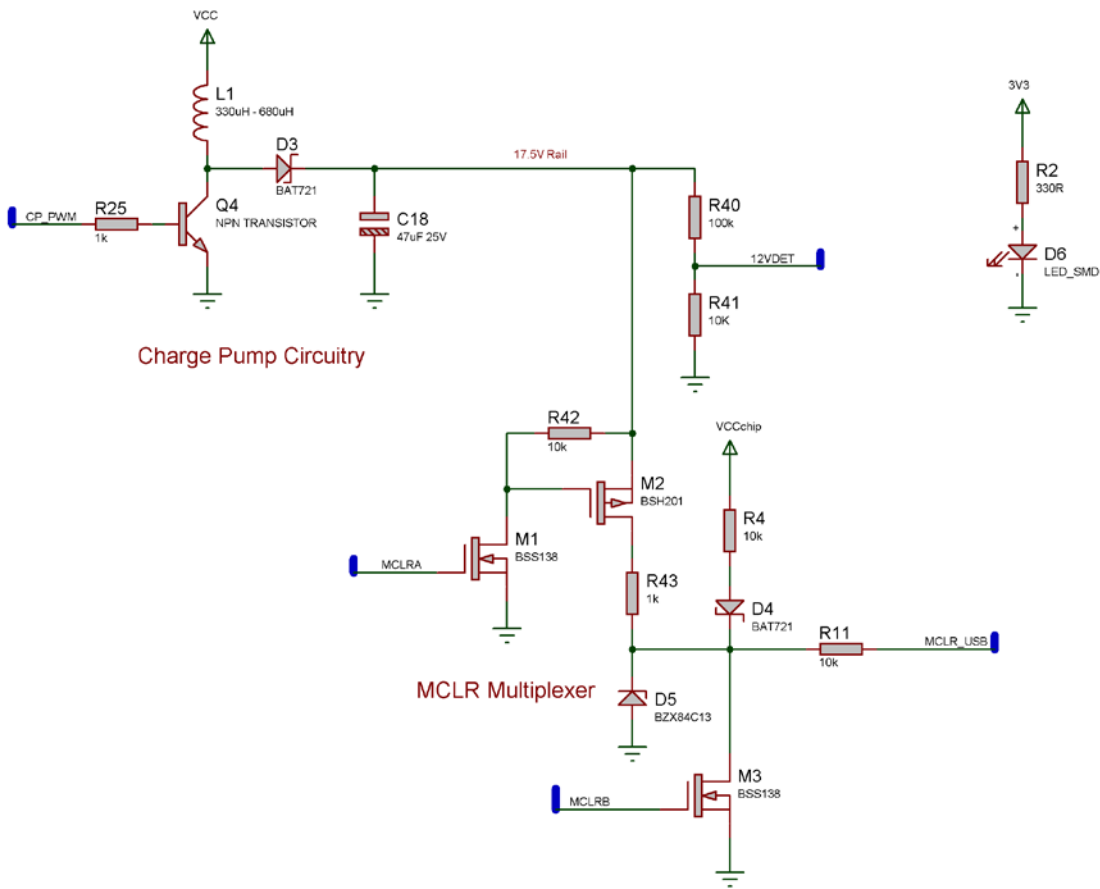 VCC
L1
330uH - 680uH
D3
BAT721
17.5V Rail
3V3
R2
330R
CP_PWM
R25
1k
Q4
NPN TRANSISTOR
C18
47uF 25V
R40
100k
12VDET
+
D6
LED_SMD
-
R41
10K
Charge Pump Circuitry
R42
10k
VCCchip
M2
BSH201
R4
10k
M1
BSS138
MCLRA
R43
1k
D4
BAT721
R11
10k
MCLR_USB
MCLR Multiplexer
D5
BZX84C13
M3
BSS138
MCLRB